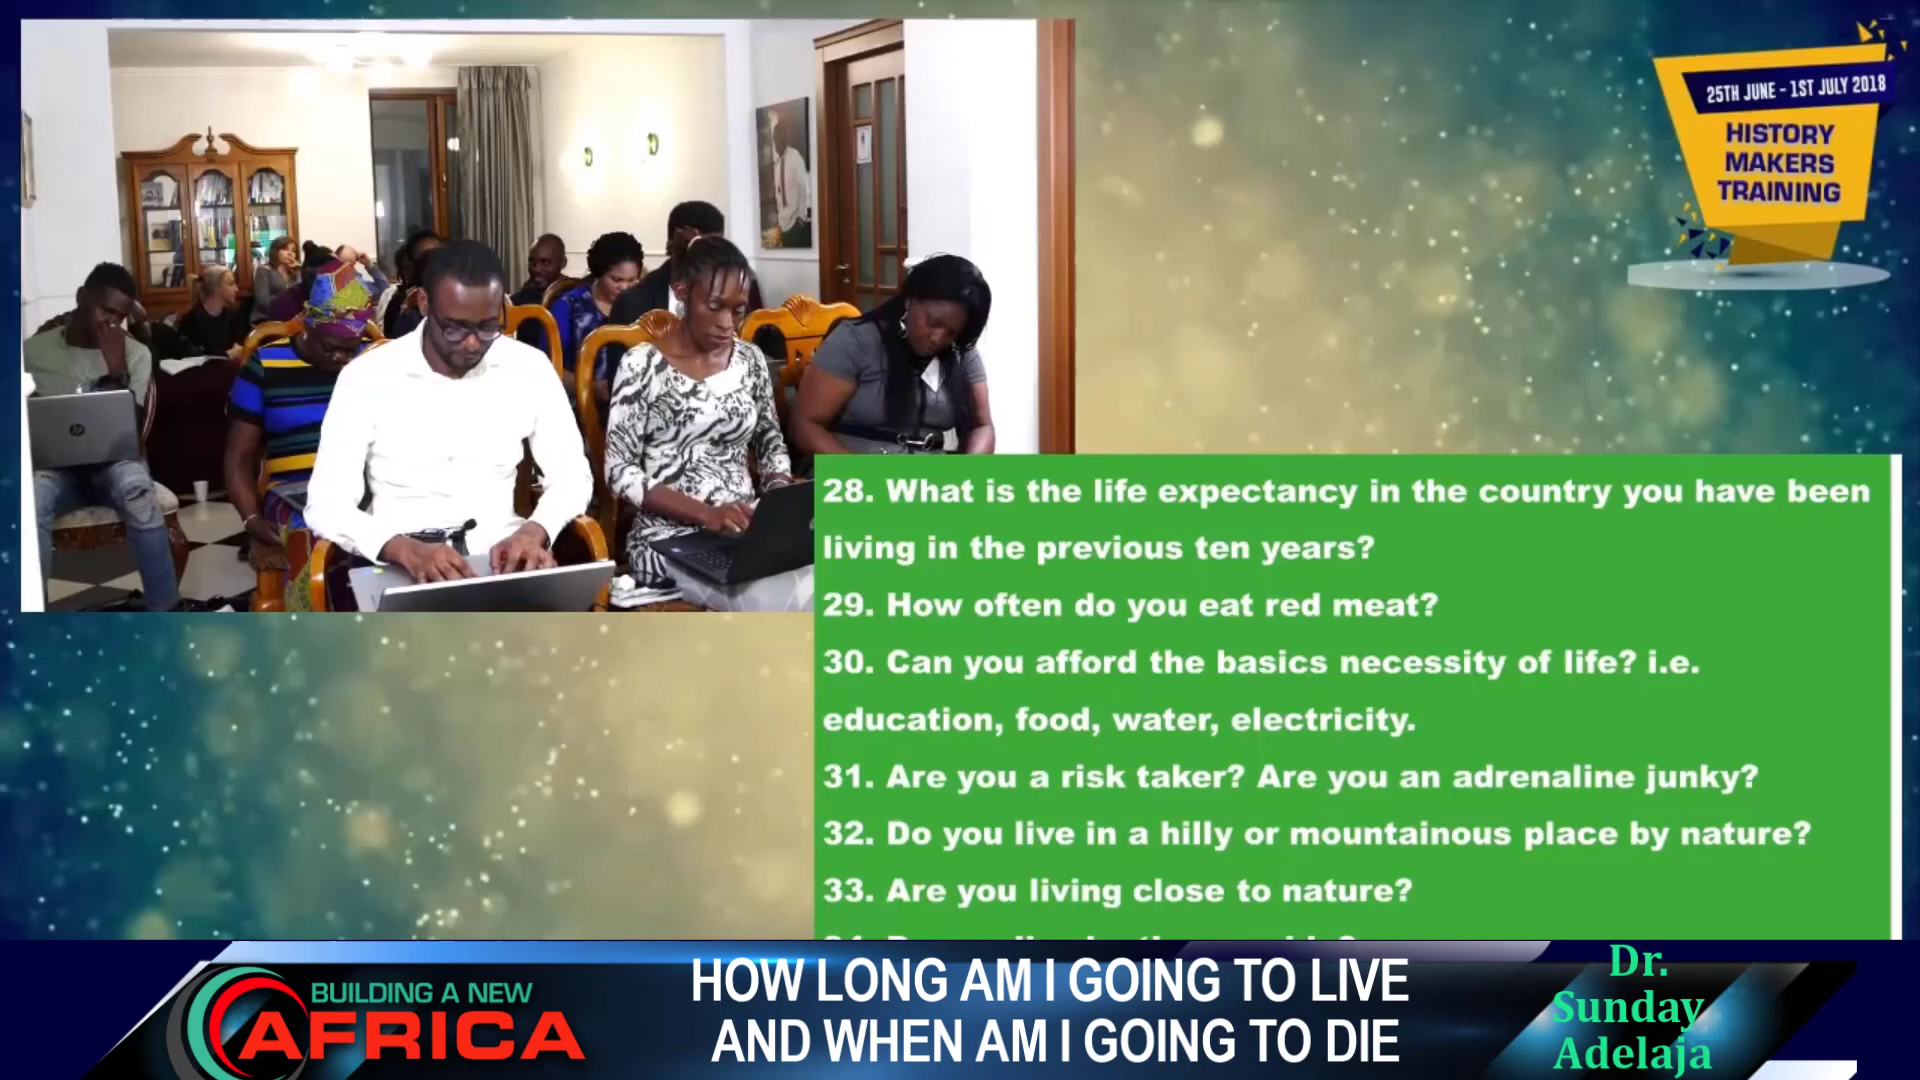 25TH JUNE - 1ST JULY 2018
HISTORY
MAKERS
TRAINING
28. What is the life expectancy in the country you have been
living in the previous ten years?
29. How often do you eat red meat?
30. Can you afford the basics necessity of life? i.e.
education, food, water, electricity.
31. Are you a risk taker? Are you an adrenaline junky?
32. Do you live in a hilly or mountainous place by nature?
33. Are you living close to nature?
BUILDING A NEW
AFRICA
HOW LONG AM I GOING TO LIVE
AND WHEN AM I GOING TO DIE
Dr.
Sunday
Adelaja